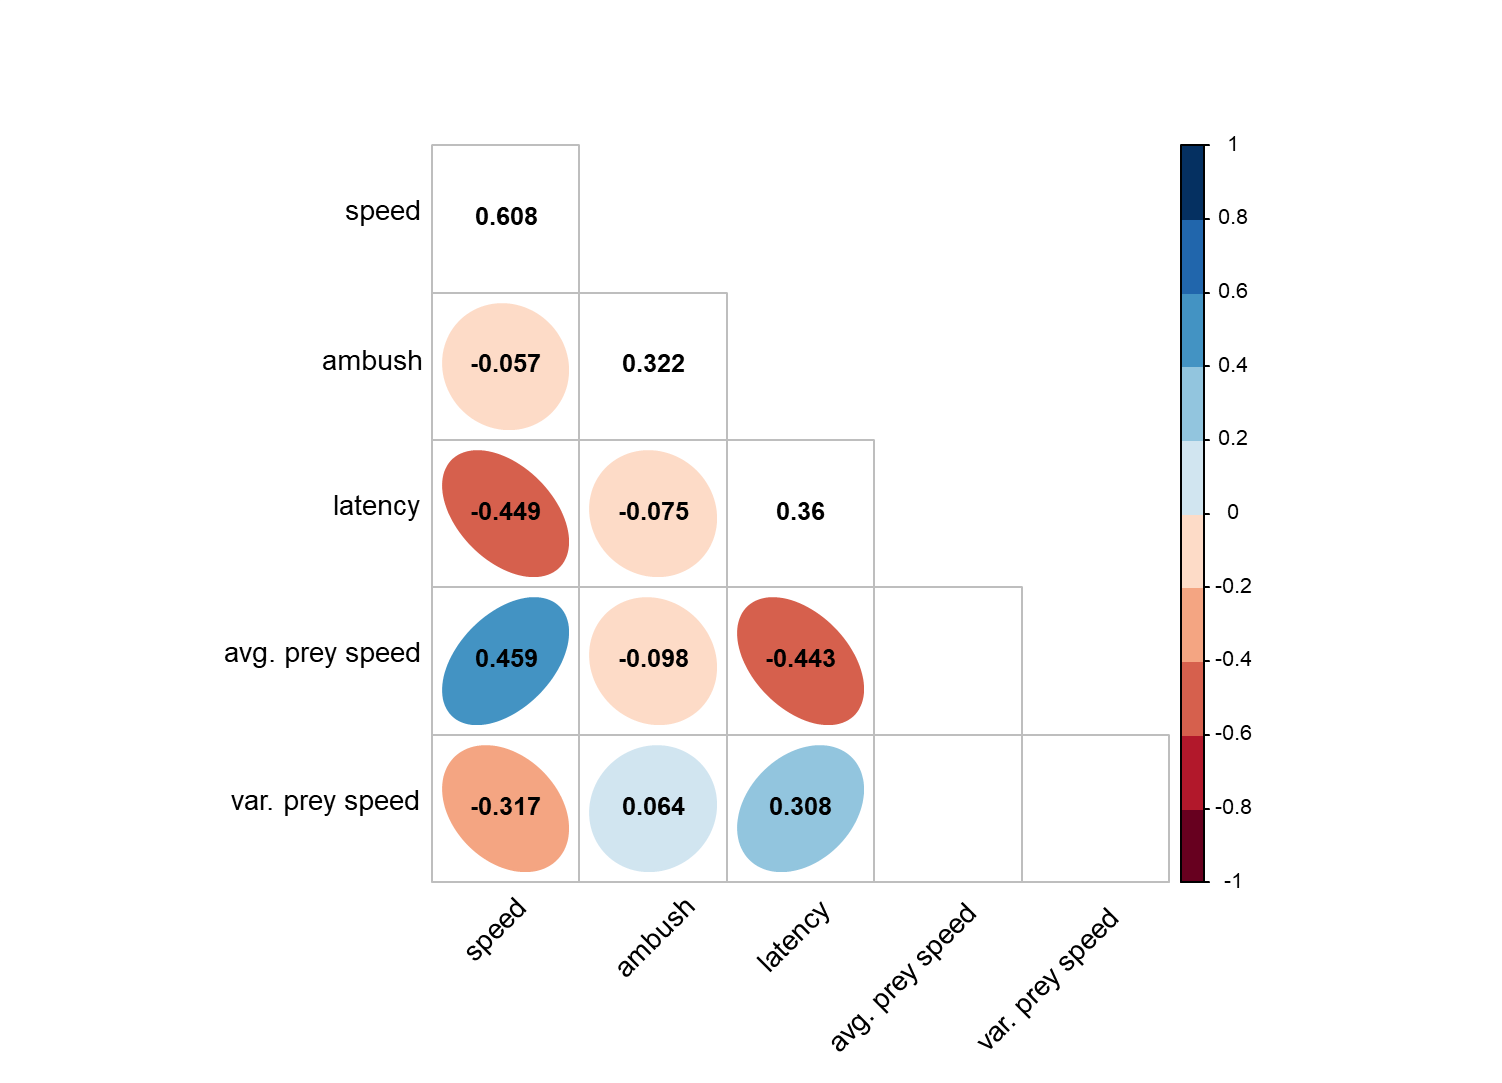 1
0.8
0.6
0.4
0.2
0
-0.2
-0.4
-0.6
-0.8
-1
speed 0.608
ambush -0.057 0.322
latency -0.449 -0.075 0.36
avg. prey speed 0.459 -0.098 -0.443
var. prey speed -0.317 0.064 0.308
speed
ambush
latency
avg. prey speed
var. prey speed